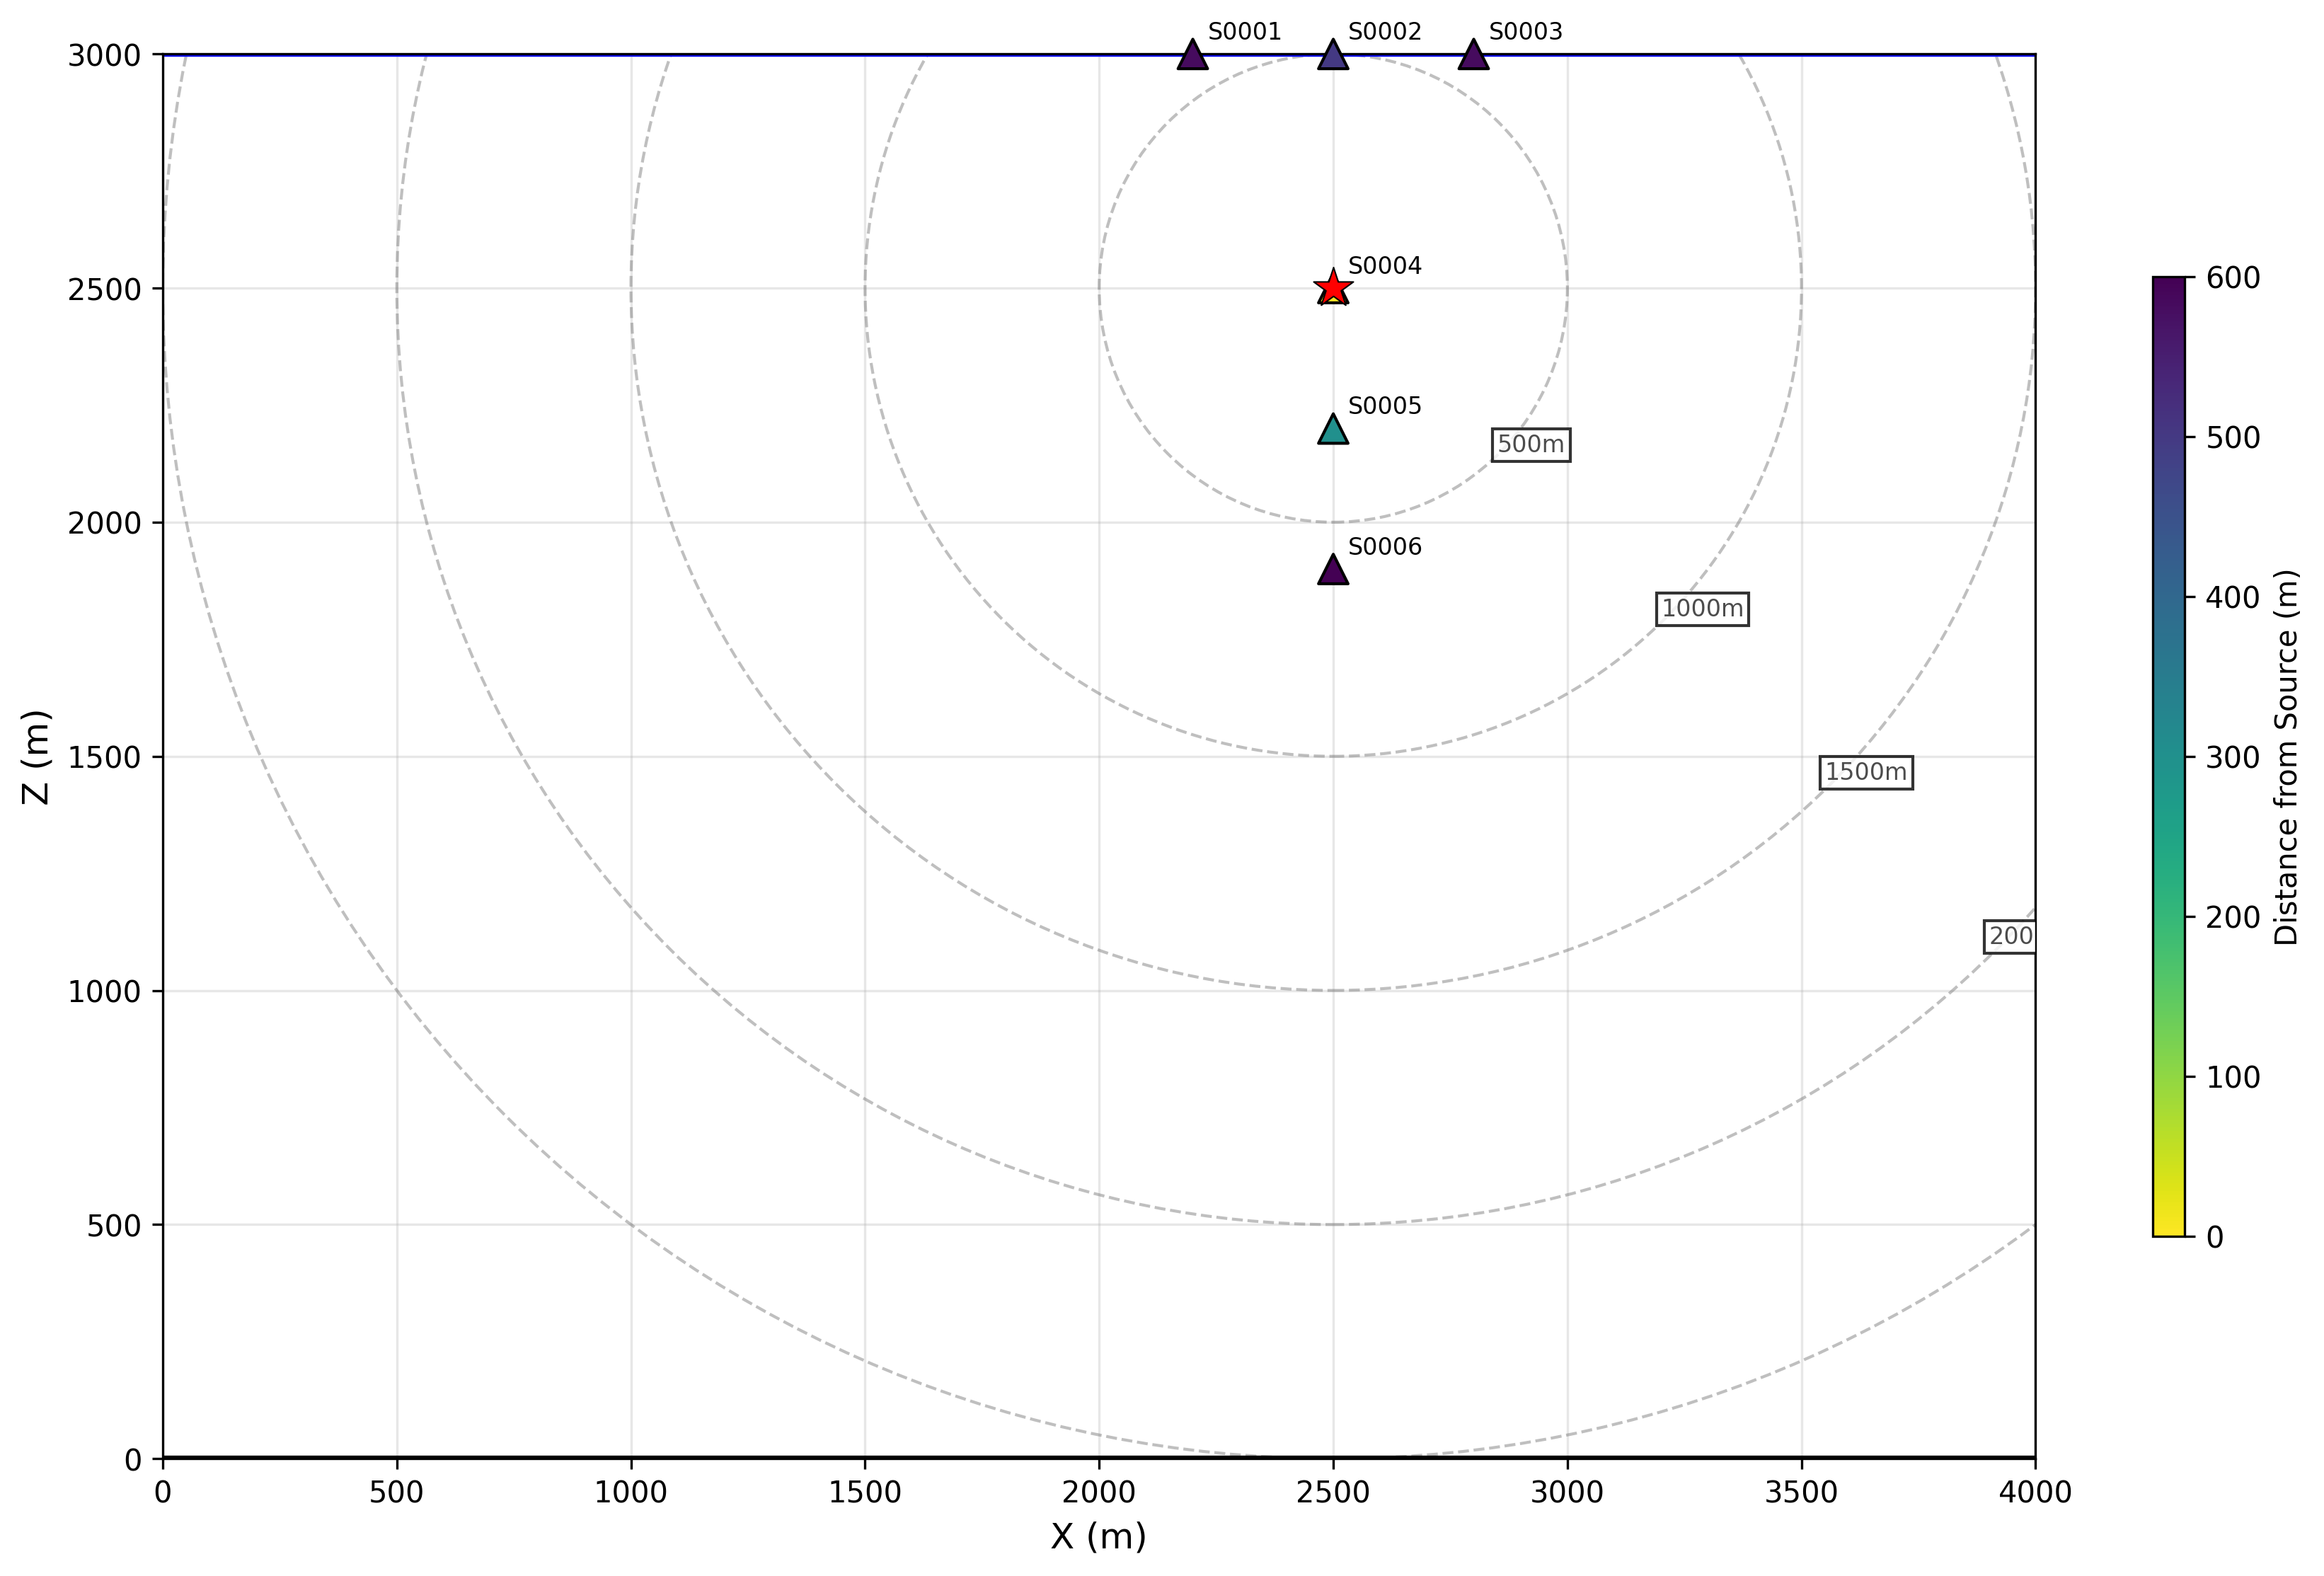 S0001 S0002 S0003
3000
S0004
2500
600
S0005
500m
500
2000
S0006
1000m
400
Z (m)
1500
1500m
300
Distance from Source (m)
200
200
1000
100
500
0
0
0 500 1000 1500 2000 2500 3000 3500 4000
X (m)